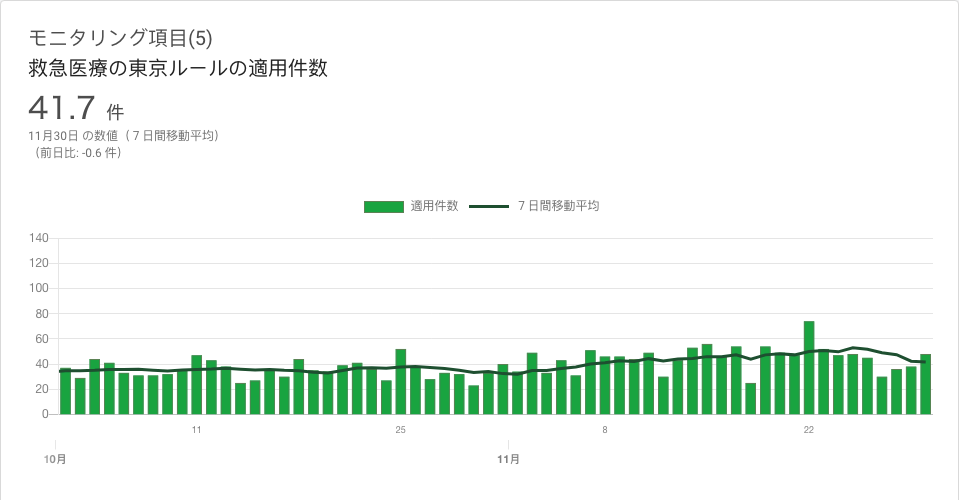 モニタリング項目(5)
救急医療の東京ルールの適用件数
41.7 件
11月30日 の数値（７日間移動平均）
（前日比: -0.6 件）
適用件数 ７日間移動平均
140
120
100
80
60
40
20
0
11 25 8 22
10月 11月